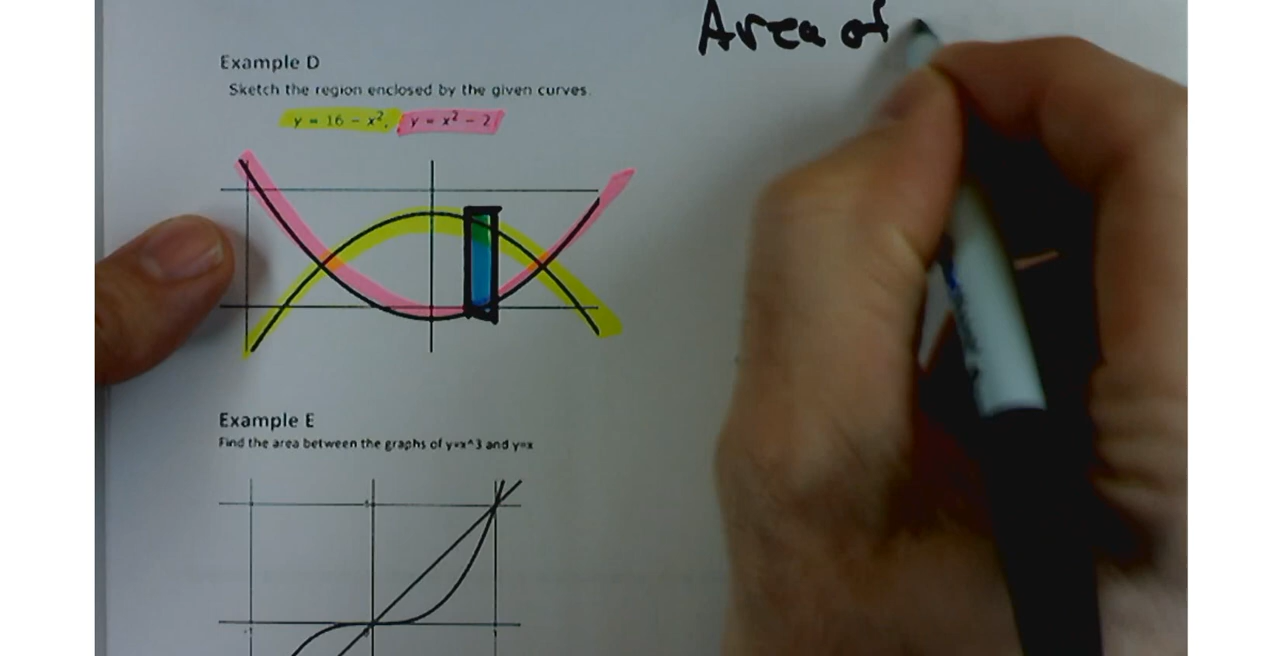 Area of
Example D
Sketch the region enclosed by the given curves.
y = 16 − x², y = x² − 2
Example E
Find the area between the graphs of y=x^3 and y=x